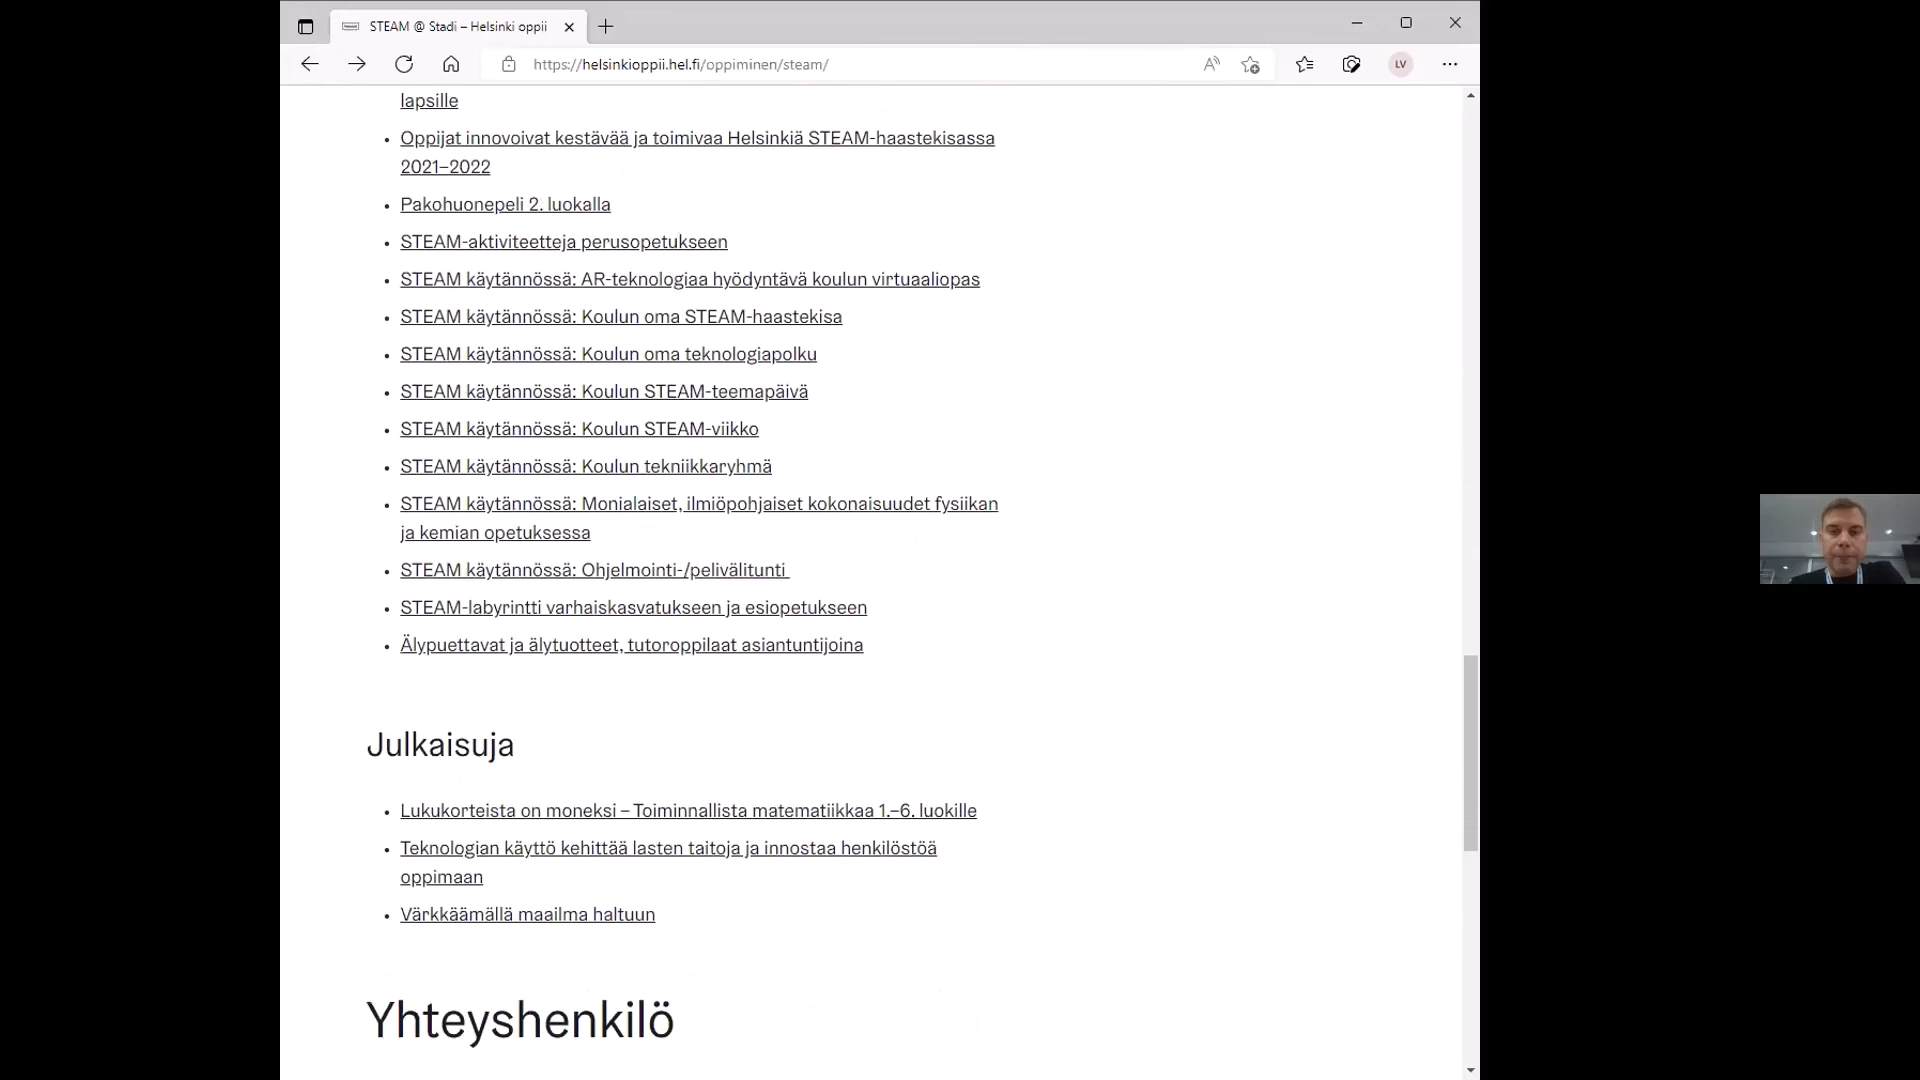 STEAM @ Stadi – Helsinki oppii
https://helsinkioppii.hel.fi/oppiminen/steam/
LV
lapsille
Oppijat innovoivat kestävää ja toimivaa Helsinkiä STEAM-haastekisassa
2021–2022
Pakohuonepeli 2. luokalla
STEAM-aktiviteetteja perusopetukseen
STEAM käytännössä: AR-teknologiaa hyödyntävä koulun virtuaaliopas
STEAM käytännössä: Koulun oma STEAM-haastekisa
STEAM käytännössä: Koulun oma teknologiapolku
STEAM käytännössä: Koulun STEAM-teemapäivä
STEAM käytännössä: Koulun STEAM-viikko
STEAM käytännössä: Koulun tekniikkaryhmä
STEAM käytännössä: Monialaiset, ilmiöpohjaiset kokonaisuudet fysiikan
ja kemian opetuksessa
STEAM käytännössä: Ohjelmointi-/pelivälitunti
STEAM-labyrintti varhaiskasvatukseen ja esiopetukseen
Älypuettavat ja älytuotteet, tutoroppilaat asiantuntijoina
Julkaisuja
Lukukorteista on moneksi – Toiminnallista matematiikkaa 1.–6. luokille
Teknologian käyttö kehittää lasten taitoja ja innostaa henkilöstöä
oppimaan
Värkkäämällä maailma haltuun
Yhteyshenkilö